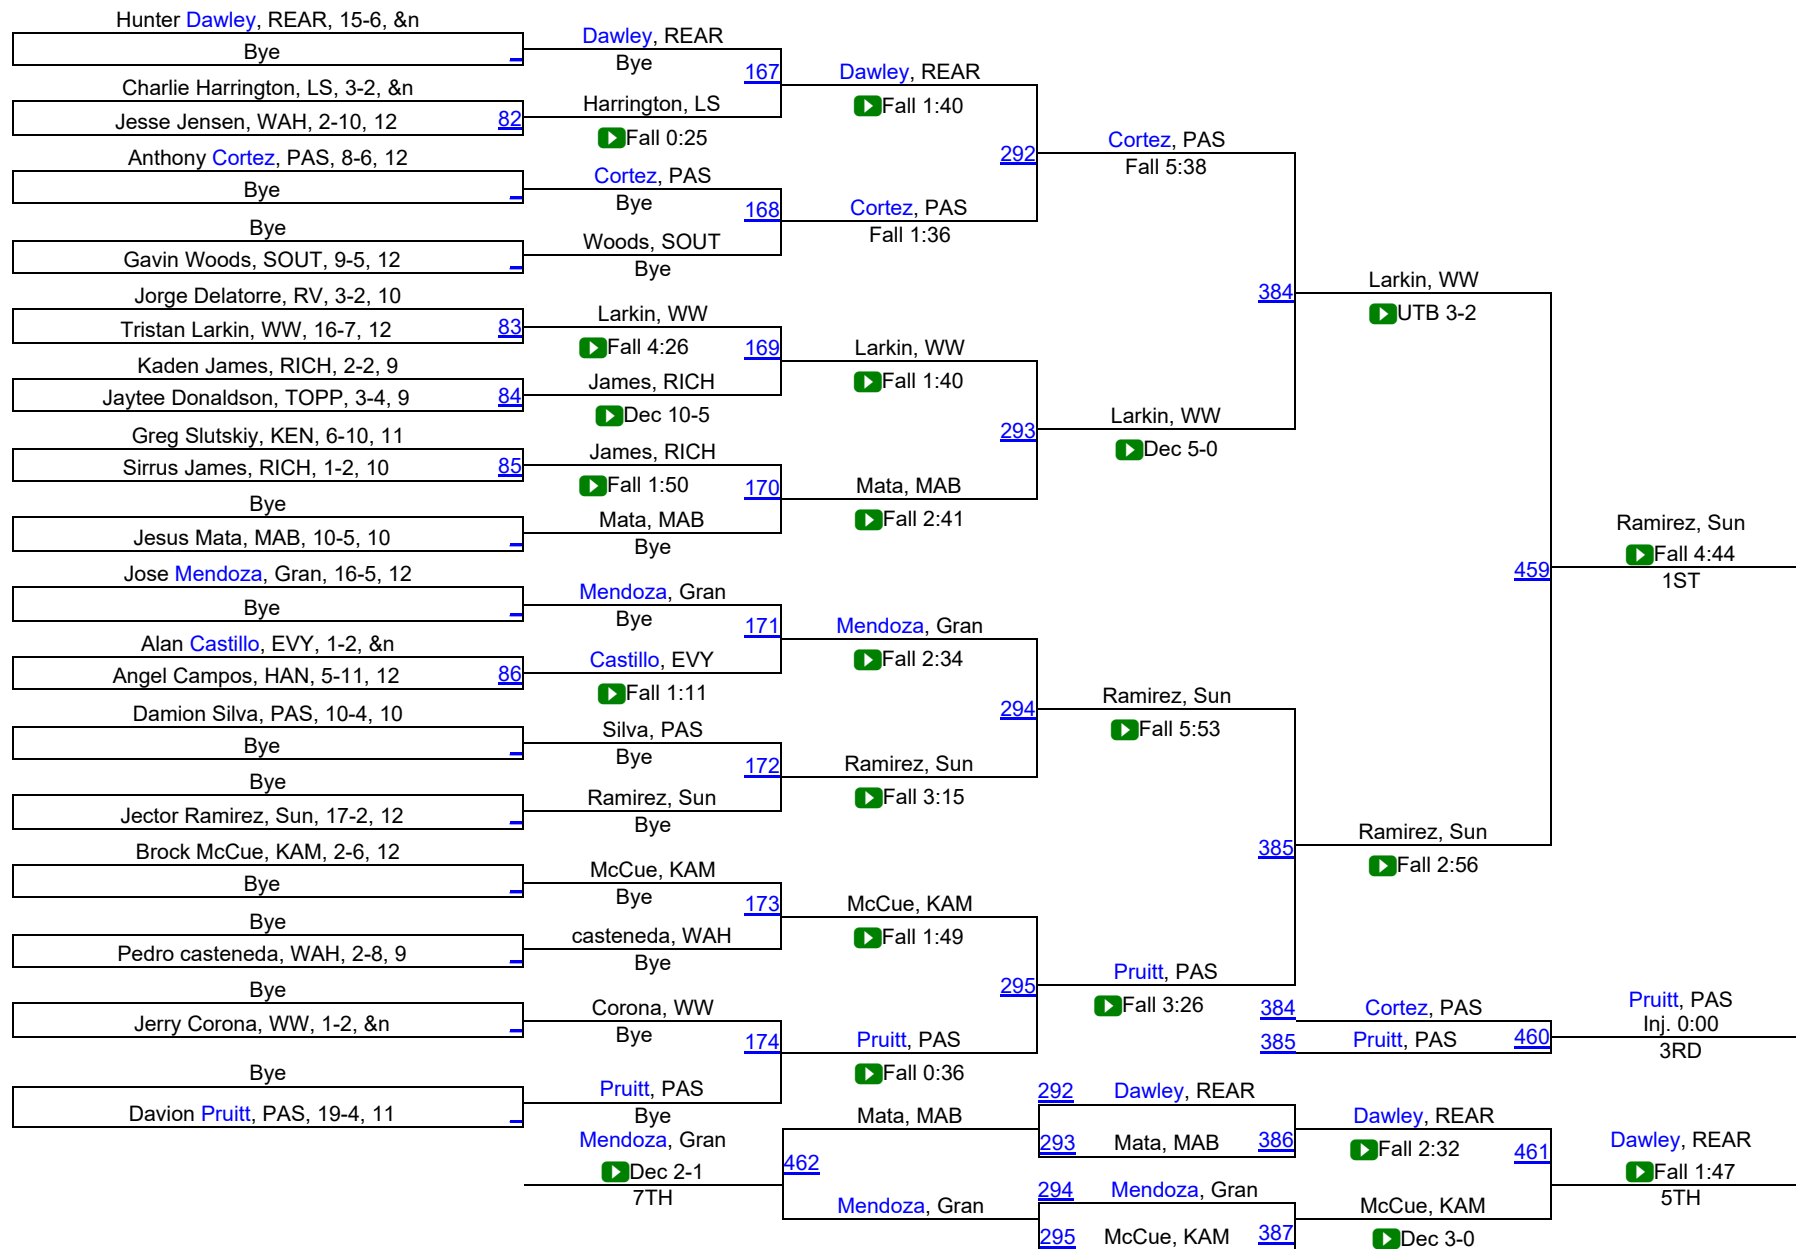 Hunter Dawley, REAR, 15-6, &n
Bye
Charlie Harrington, LS, 3-2, &n
Jesse Jensen, WAH, 2-10, 12
82
Anthony Cortez, PAS, 8-6, 12
Bye
Bye
Gavin Woods, SOUT, 9-5, 12
Jorge Delatorre, RV, 3-2, 10
Tristan Larkin, WW, 16-7, 12
83
Kaden James, RICH, 2-2, 9
Jaytee Donaldson, TOPP, 3-4, 9
84
Greg Slutskiy, KEN, 6-10, 11
Sirrus James, RICH, 1-2, 10
85
Bye
Jesus Mata, MAB, 10-5, 10
Jose Mendoza, Gran, 16-5, 12
Bye
Alan Castillo, EVY, 1-2, &n
Angel Campos, HAN, 5-11, 12
86
Damion Silva, PAS, 10-4, 10
Bye
Bye
Jector Ramirez, Sun, 17-2, 12
Brock McCue, KAM, 2-6, 12
Bye
Bye
Pedro casteneda, WAH, 2-8, 9
Bye
Jerry Corona, WW, 1-2, &n
Bye
Davion Pruitt, PAS, 19-4, 11
Dawley, REAR
Bye
167
Harrington, LS
Fall 0:25
Cortez, PAS
Bye
168
Woods, SOUT
Bye
Larkin, WW
Fall 4:26
169
James, RICH
Dec 10-5
James, RICH
Fall 1:50
170
Mata, MAB
Bye
Mendoza, Gran
Bye
171
Castillo, EVY
Fall 1:11
Silva, PAS
Bye
172
Ramirez, Sun
Bye
McCue, KAM
Bye
173
casteneda, WAH
Bye
Corona, WW
Bye
174
Pruitt, PAS
Bye
Mendoza, Gran
Dec 2-1
7TH
Dawley, REAR
Fall 1:40
292
Cortez, PAS
Fall 1:36
Larkin, WW
Fall 1:40
293
Mata, MAB
Fall 2:41
Mendoza, Gran
Fall 2:34
294
Ramirez, Sun
Fall 3:15
McCue, KAM
Fall 1:49
295
Pruitt, PAS
Fall 0:36
Mata, MAB
462
Mendoza, Gran
Cortez, PAS
Fall 5:38
384
Larkin, WW
Dec 5-0
Ramirez, Sun
Fall 5:53
385
Pruitt, PAS
Fall 3:26
292
Dawley, REAR
293
Mata, MAB
386
294
Mendoza, Gran
295
McCue, KAM
387
Larkin, WW
UTB 3-2
459
Ramirez, Sun
Fall 2:56
384
Cortez, PAS
385
Pruitt, PAS
460
Dawley, REAR
Fall 2:32
461
McCue, KAM
Dec 3-0
Ramirez, Sun
Fall 4:44
1ST
Pruitt, PAS
Inj. 0:00
3RD
Dawley, REAR
Fall 1:47
5TH